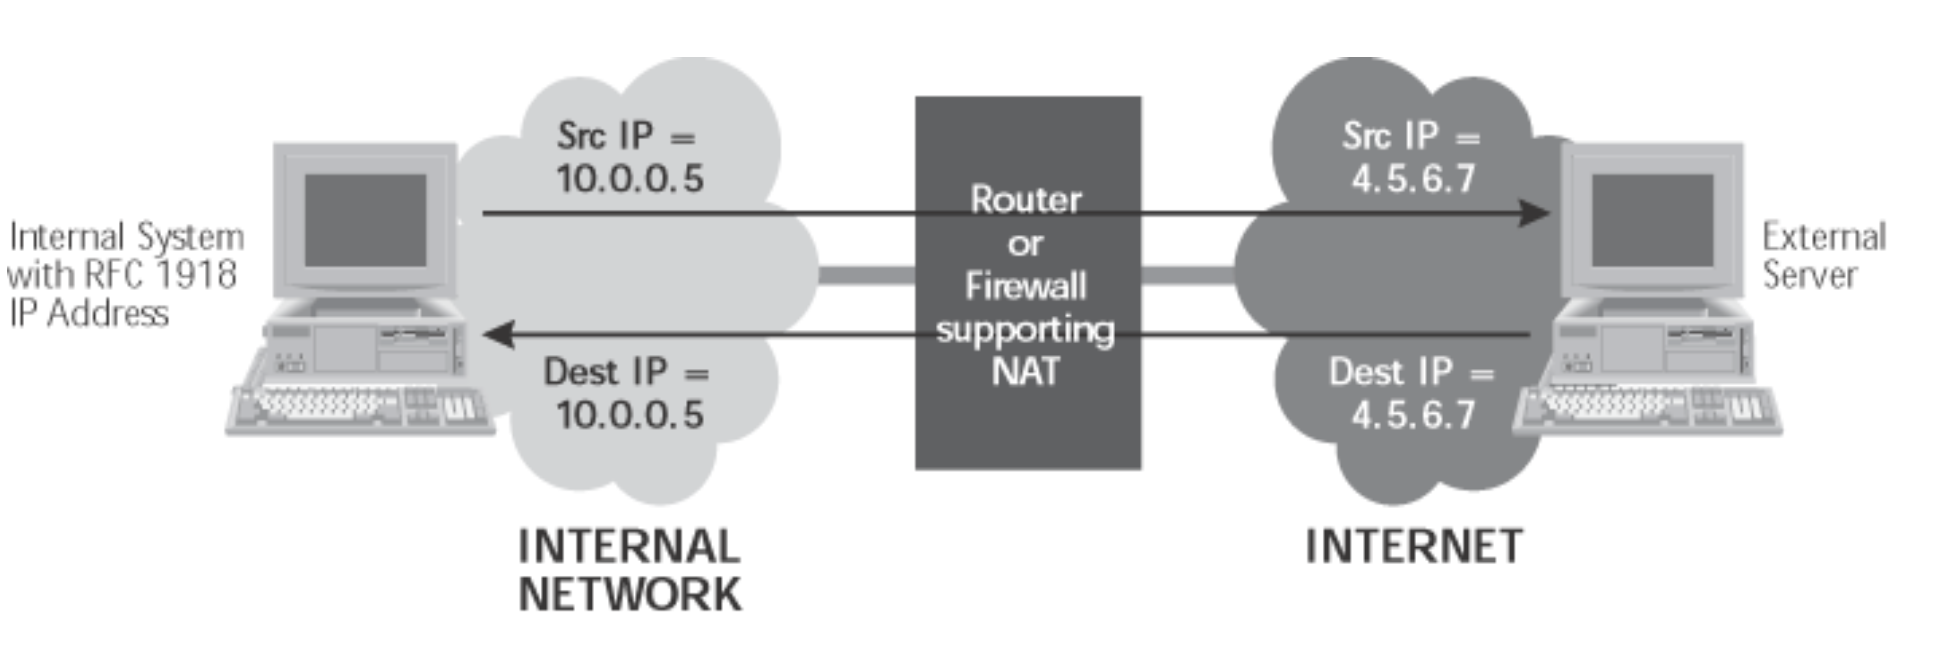 Internal System
with RFC 1918
IP Address
Src IP =
10.0.0.5
Dest IP =
10.0.0.5
INTERNAL
NETWORK
Router
or
Firewall
supporting
NAT
Src IP =
4.5.6.7
Dest IP =
4.5.6.7
INTERNET
External
Server